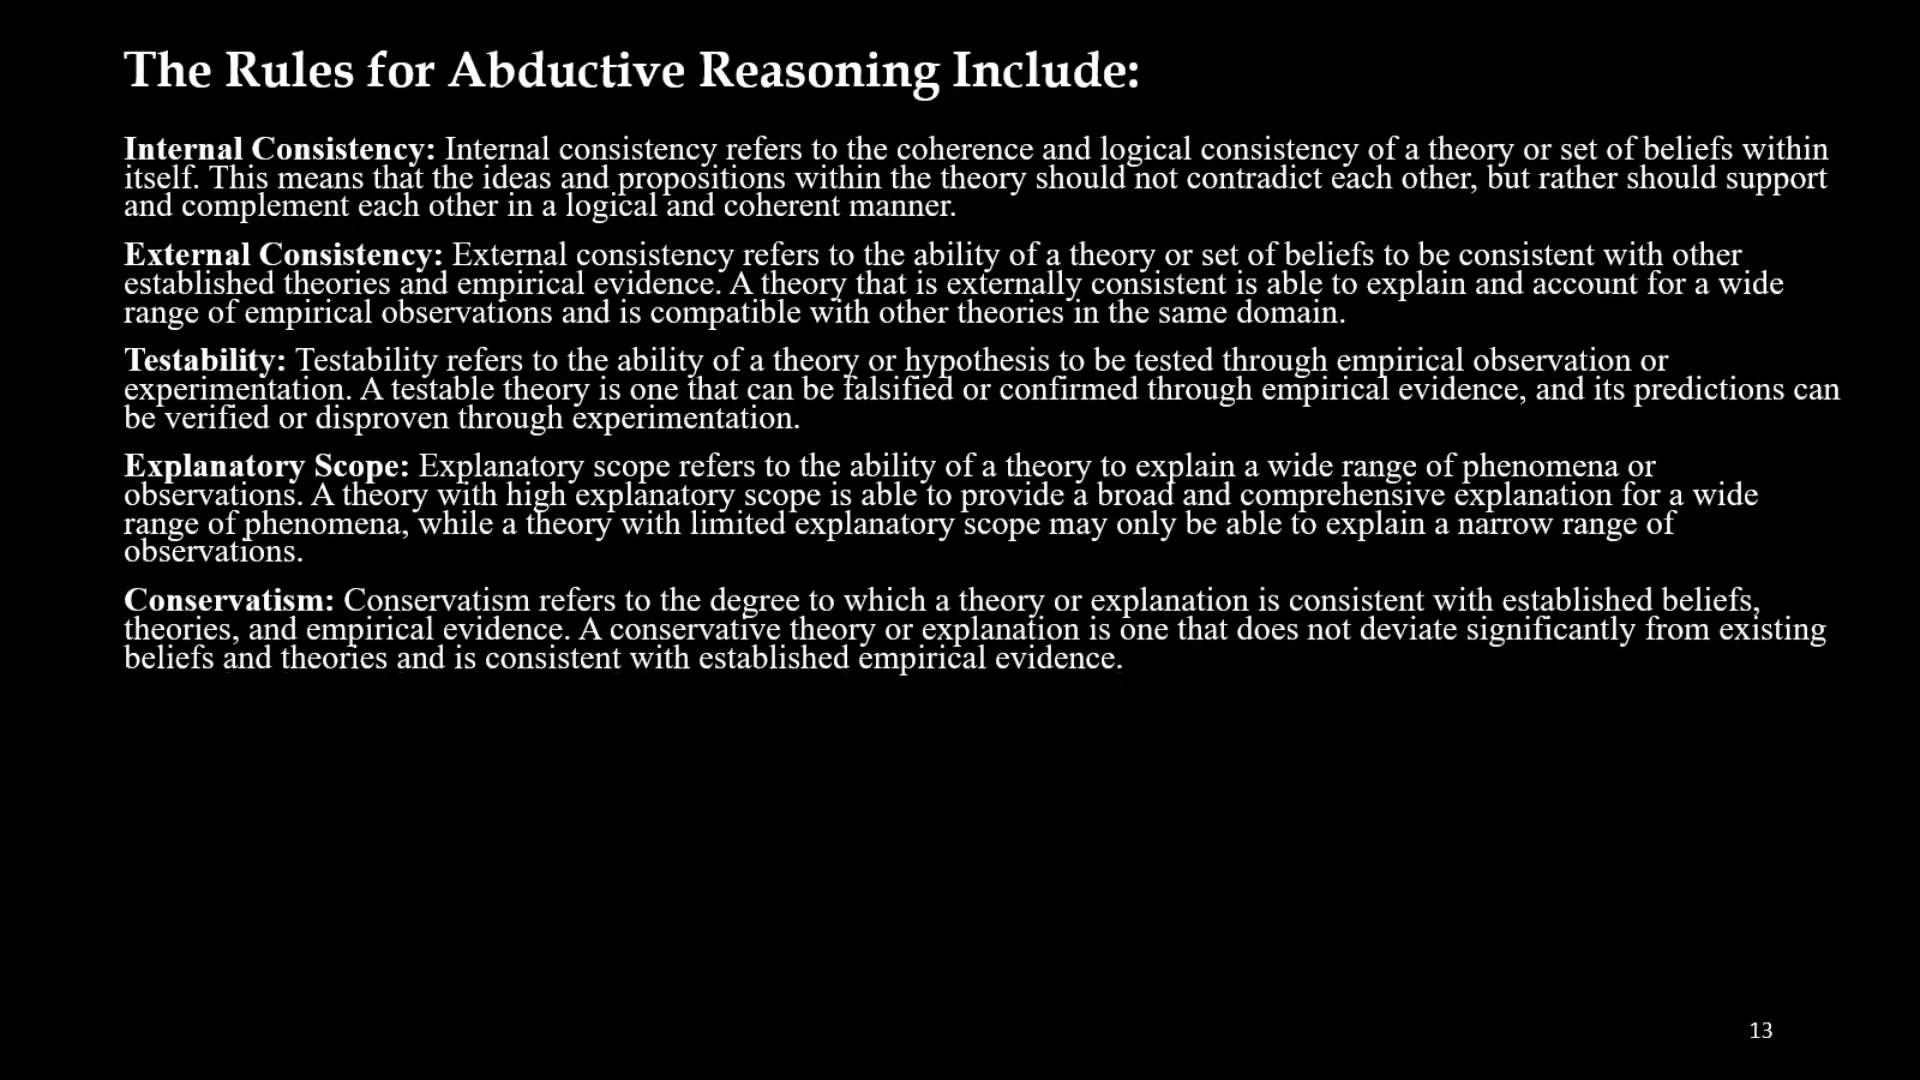 The Rules for Abductive Reasoning Include:
Internal Consistency: Internal consistency refers to the coherence and logical consistency of a theory or set of beliefs within
itself. This means that the ideas and propositions within the theory should not contradict each other, but rather should support
and complement each other in a logical and coherent manner.
External Consistency: External consistency refers to the ability of a theory or set of beliefs to be consistent with other
established theories and empirical evidence. A theory that is externally consistent is able to explain and account for a wide
range of empirical observations and is compatible with other theories in the same domain.
Testability: Testability refers to the ability of a theory or hypothesis to be tested through empirical observation or
experimentation. A testable theory is one that can be falsified or confirmed through empirical evidence, and its predictions can
be verified or disproven through experimentation.
Explanatory Scope: Explanatory scope refers to the ability of a theory to explain a wide range of phenomena or
observations. A theory with high explanatory scope is able to provide a broad and comprehensive explanation for a wide
range of phenomena, while a theory with limited explanatory scope may only be able to explain a narrow range of
observations.
Conservatism: Conservatism refers to the degree to which a theory or explanation is consistent with established beliefs,
theories, and empirical evidence. A conservative theory or explanation is one that does not deviate significantly from existing
beliefs and theories and is consistent with established empirical evidence.
13